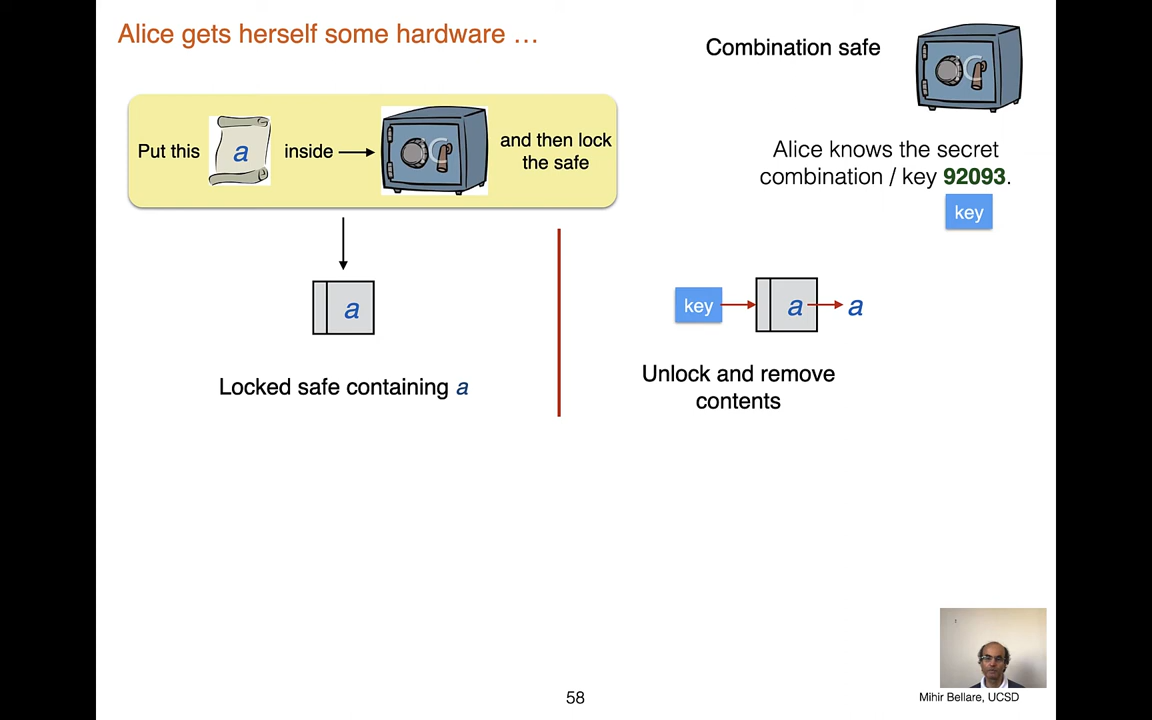 Alice gets herself some hardware …
Combination safe
Put this
a
inside
and then lock
the safe
Alice knows the secret
combination / key 92093.
key
a
key
a
a
Locked safe containing a
Unlock and remove
contents
58
Mihir Bellare, UCSD